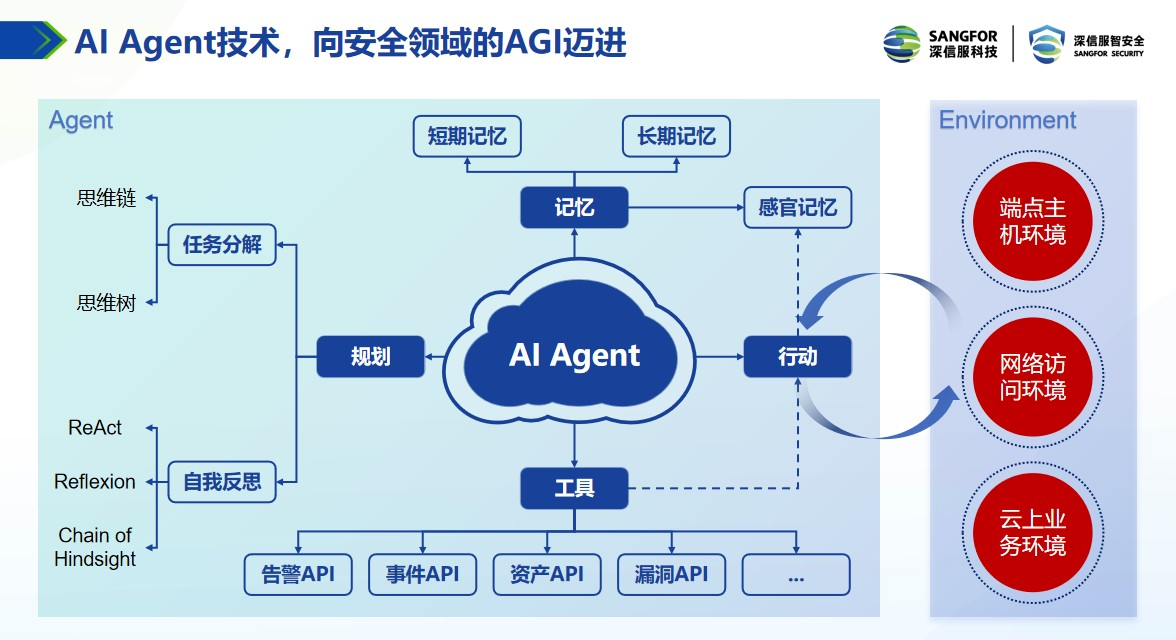 AI Agent技术，向安全领域的AGI迈进
SANGFOR
深信服科技
深信服智安全
SANGFOR SECURITY
Agent
Environment
短期记忆
长期记忆
记忆
感官记忆
思维链
任务分解
思维树
规划
AI Agent
行动
ReAct
Reflexion
自我反思
Chain of
Hindsight
工具
告警API
事件API
资产API
漏洞API
...
端点主
机环境
网络访
问环境
云上业
务环境